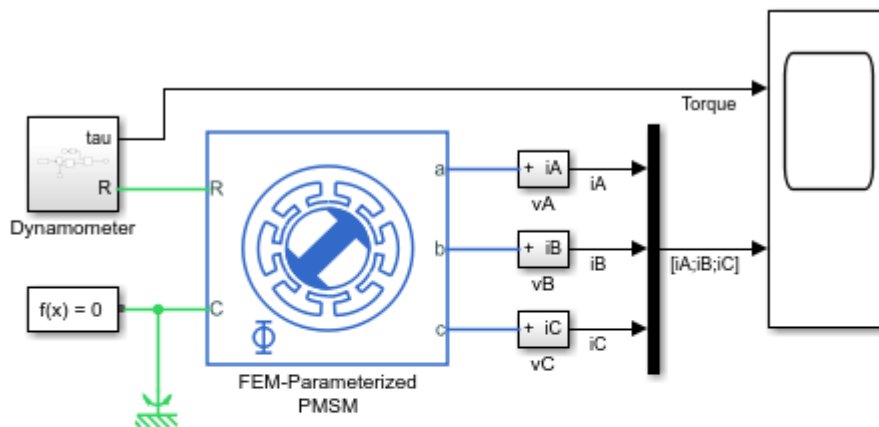 Torque
tau
R
Dynamometer
R
a
+ iA
iA
vA
b
+ iB
iB
[iA;iB;iC]
vB
f(x) = 0
C
c
+ iC
iC
vC
Φ
FEM-Parameterized
PMSM